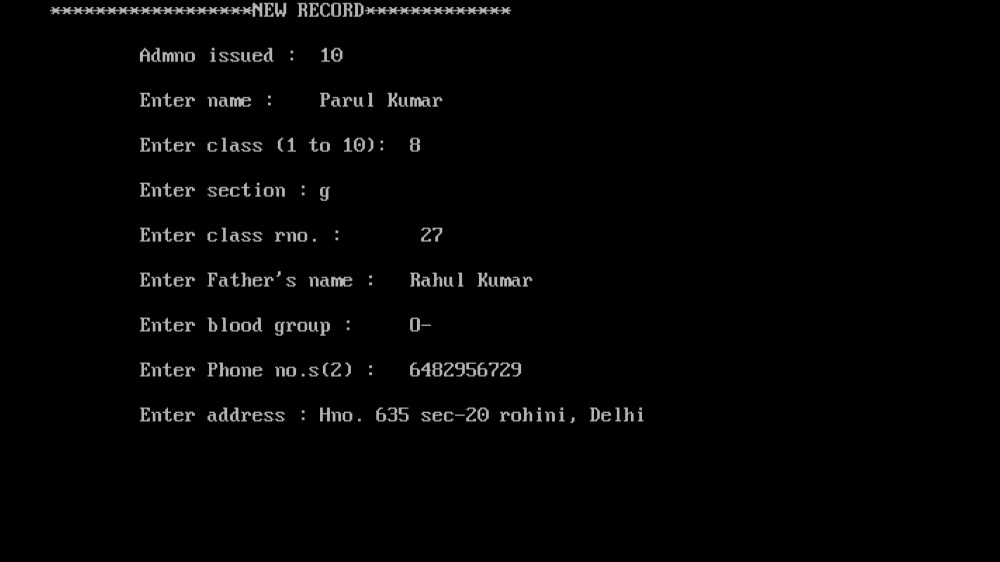 ******************NEW RECORD*************
Admno issued : 10
Enter name : Parul Kumar
Enter class (1 to 10): 8
Enter section : g
Enter class rno. : 27
Enter Father's name : Rahul Kumar
Enter blood group : O-
Enter Phone no.s(2) : 6482956729
Enter address : Hno. 635 sec-20 rohini, Delhi